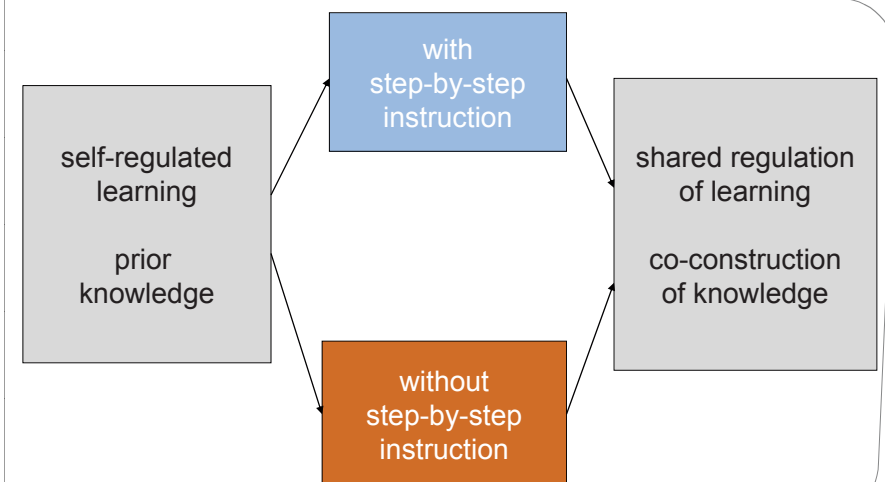 with
step-by-step
instruction
self-regulated
learning
prior
knowledge
shared regulation
of learning
co-construction
of knowledge
without
step-by-step
instruction